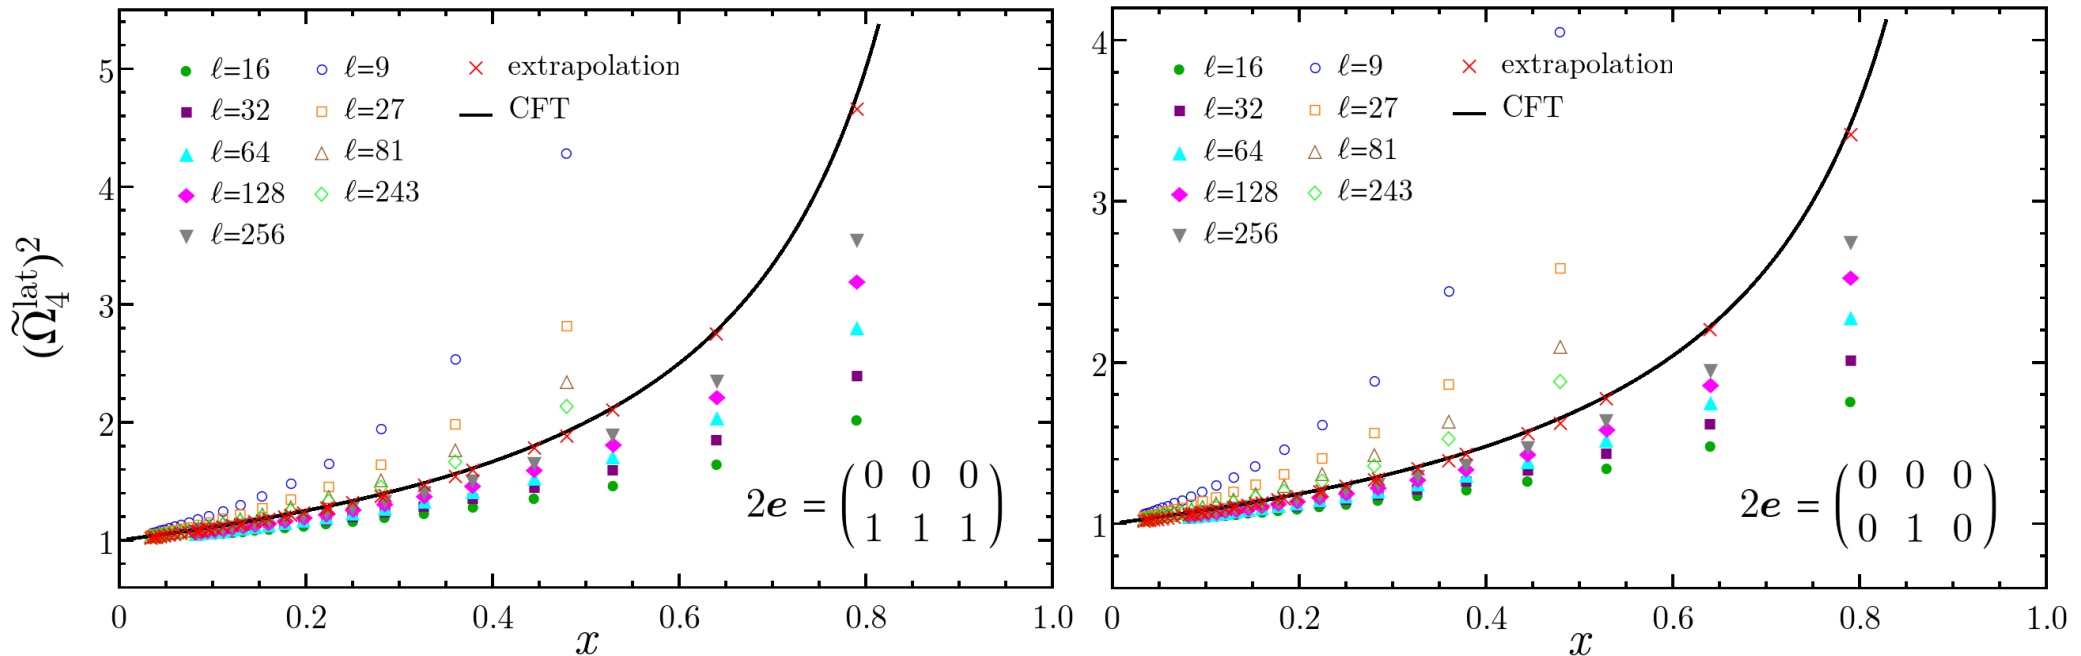 5
4
3
2
1
0
0.2
0.4
0.6
0.8
1.0
x
(Ω̃₄^lat)²
ℓ=16
ℓ=32
ℓ=64
ℓ=128
ℓ=256
ℓ=9
ℓ=27
ℓ=81
ℓ=243
extrapolation
CFT
2e = (0 0 0
1 1 1)
4
3
2
1
0
0.2
0.4
0.6
0.8
1.0
x
ℓ=16
ℓ=32
ℓ=64
ℓ=128
ℓ=256
ℓ=9
ℓ=27
ℓ=81
ℓ=243
extrapolation
CFT
2e = (0 0 0
0 1 0)